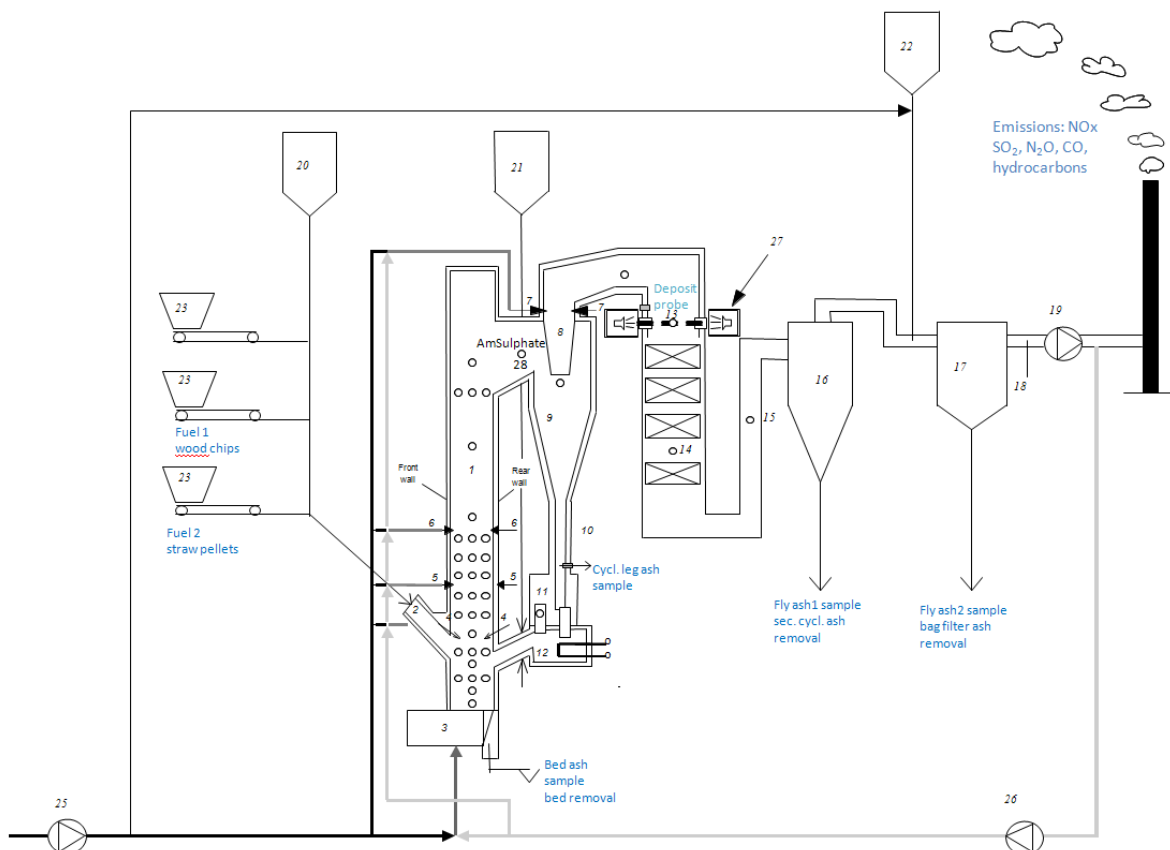 22
Emissions: NOx
SO2, N2O, CO,
hydrocarbons
20
21
27
23
7
7
Deposit
probe
13
19
8
AmSulphate
28
16
17
18
23
9
15
Fuel 1
wood chips
1
14
Front
wall
Rear
wall
23
6
6
10
Fuel 2
straw pellets
5
5
Cycl. leg ash
sample
11
2
4
4
Fly ash1 sample
sec. cycl. ash
removal
Fly ash2 sample
bag filter ash
removal
12
3
Bed ash
sample
bed removal
25
26